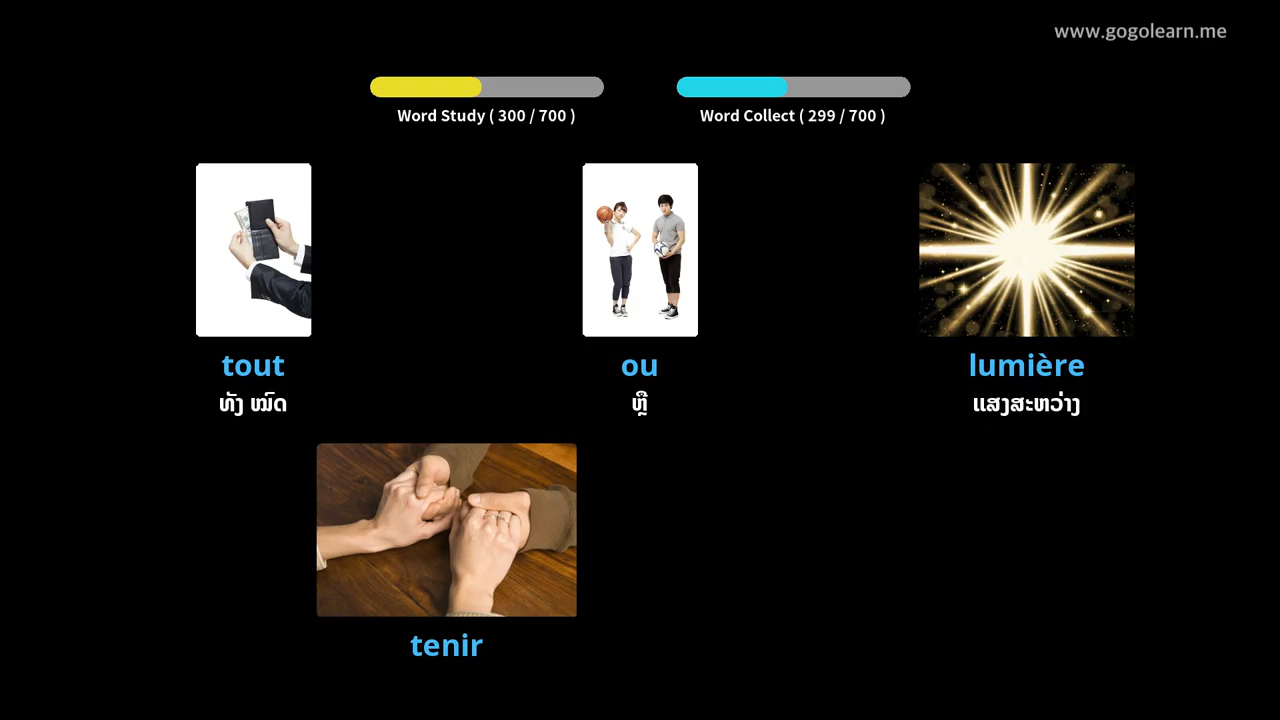 www.gogolearn.me
Word Study ( 300 / 700 )
Word Collect ( 299 / 700 )
tout
ທັງ ໝົດ
ou
ຫຼື
lumière
ແສງສະຫວ່າງ
tenir